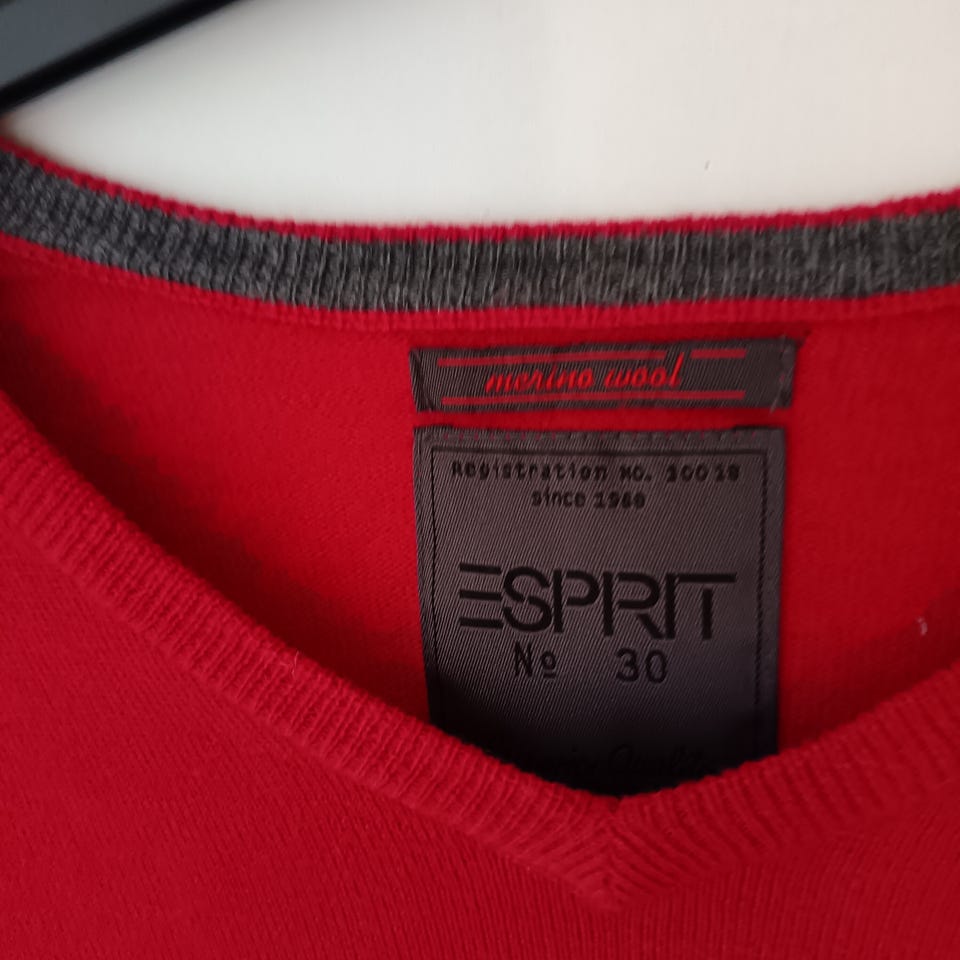 merino wool
Registration NO. 10018
since 1968
ESPRIT
№ 30